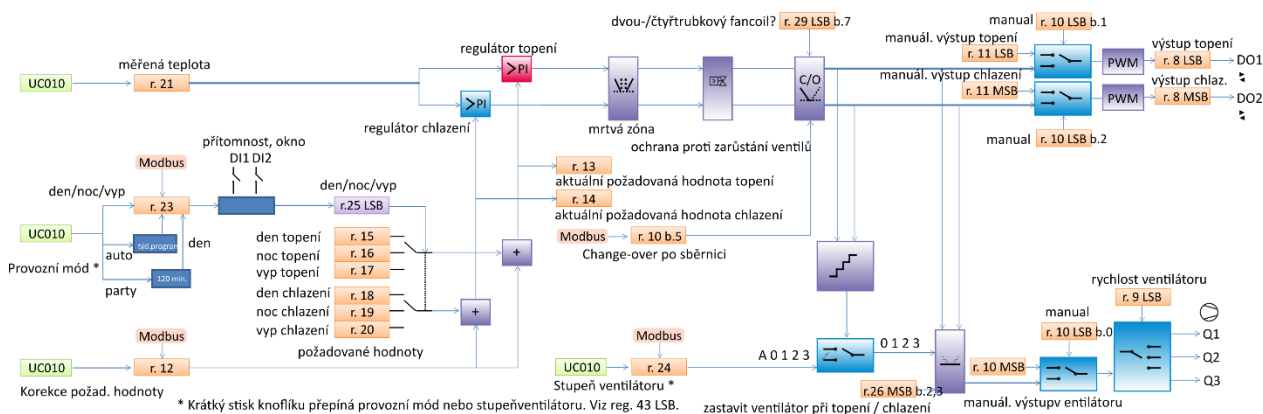 dvou-/čtyřtrubkový fancoil?
r. 29 LSB b.7
manual
r. 10 LSB b.1
manuál. výstup topení
r. 11 LSB
výstup topení
r. 8 LSB
DO1
PWM
regulátor topení
>PI
měřená teplota
UC010
r. 21
C/O
manuál. výstup chlazení
r. 11 MSB
výstup chlaz.
r. 8 MSB
DO2
PWM
>PI
regulátor chlazení
mrtvá zóna
ochrana proti zarůstání ventilů
manual
r. 10 LSB b.2
přítomnost, okno
DI1 DI2
Modbus
r. 13
aktuální požadovaná hodnota topení
r. 14
aktuální požadovaná hodnota chlazení
den/noc/vyp
r. 23
den/noc/vyp
r.25 LSB
UC010
auto
týd.program
den
Provozní mód *
party
120 min.
Modbus
r. 10 b.5
Change-over po sběrnici
den topení
r. 15
noc topení
r. 16
vyp topení
r. 17
+
den chlazení
r. 18
noc chlazení
r. 19
vyp chlazení
r. 20
+
požadované hodnoty
rychlost ventilátoru
r. 9 LSB
manual
r. 10 LSB b.0
Q1
Q2
Q3
Modbus
UC010
r. 12
Korekce požad. hodnoty
Modbus
UC010
r. 24
Stupeň ventilátoru *
A 0 1 2 3
0 1 2 3
r. 10 MSB
r.26 MSB b.2,3
manuál. výstupv entilátoru
zastavit ventilátor při topení / chlazení
* Krátký stisk knoflíku přepíná provozní mód nebo stupeňventilátoru. Viz reg. 43 LSB.